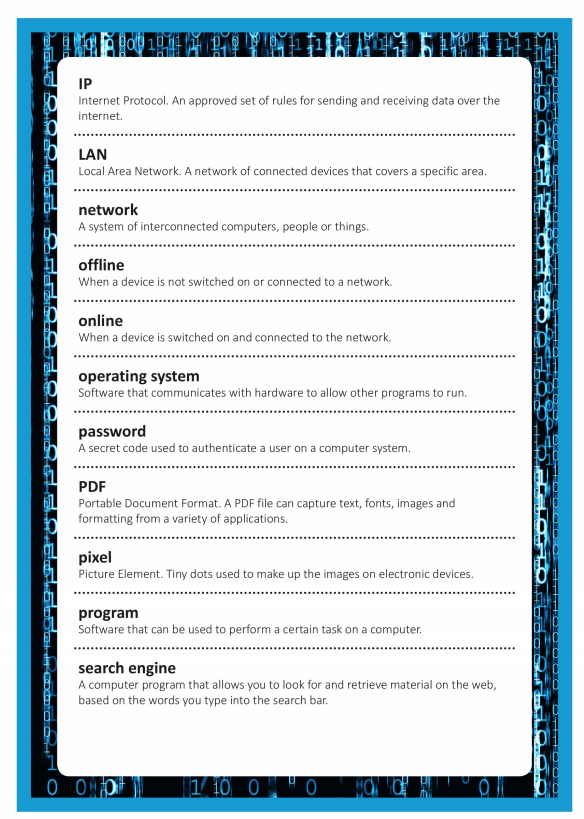 IP
Internet Protocol. An approved set of rules for sending and receiving data over the
internet.
LAN
Local Area Network. A network of connected devices that covers a specific area.
network
A system of interconnected computers, people or things.
offline
When a device is not switched on or connected to a network.
online
When a device is switched on and connected to the network.
operating system
Software that communicates with hardware to allow other programs to run.
password
A secret code used to authenticate a user on a computer system.
PDF
Portable Document Format. A PDF file can capture text, fonts, images and
formatting from a variety of applications.
pixel
Picture Element. Tiny dots used to make up the images on electronic devices.
program
Software that can be used to perform a certain task on a computer.
search engine
A computer program that allows you to look for and retrieve material on the web,
based on the words you type into the search bar.